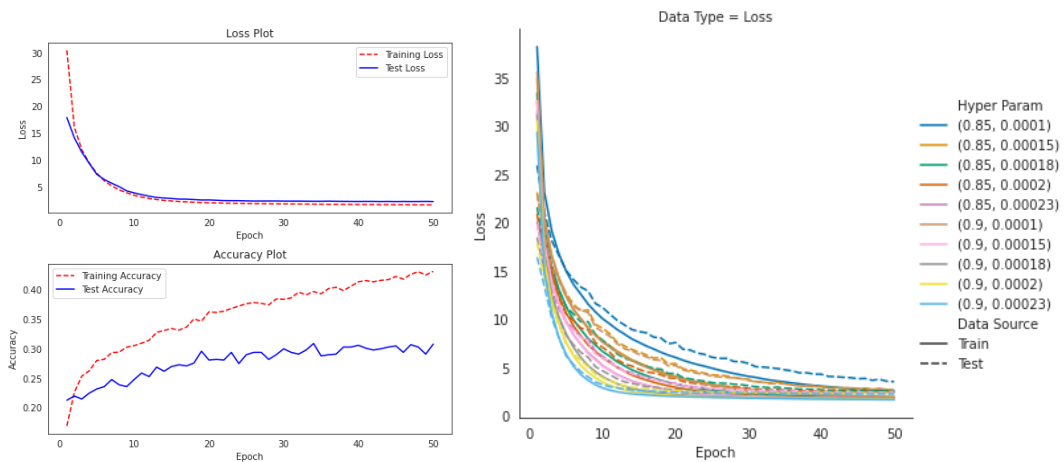 Loss Plot
30
25
20
15
10
5
Loss
Training Loss
Test Loss
0 10 20 30 40 50
Epoch
Accuracy Plot
0.40
0.35
0.30
0.25
0.20
Accuracy
Training Accuracy
Test Accuracy
0 10 20 30 40 50
Epoch
Data Type = Loss
35
30
25
20
15
10
5
0
Loss
0 10 20 30 40 50
Epoch
Hyper Param
(0.85, 0.0001)
(0.85, 0.00015)
(0.85, 0.00018)
(0.85, 0.0002)
(0.85, 0.00023)
(0.9, 0.0001)
(0.9, 0.00015)
(0.9, 0.00018)
(0.9, 0.0002)
(0.9, 0.00023)
Data Source
Train
Test